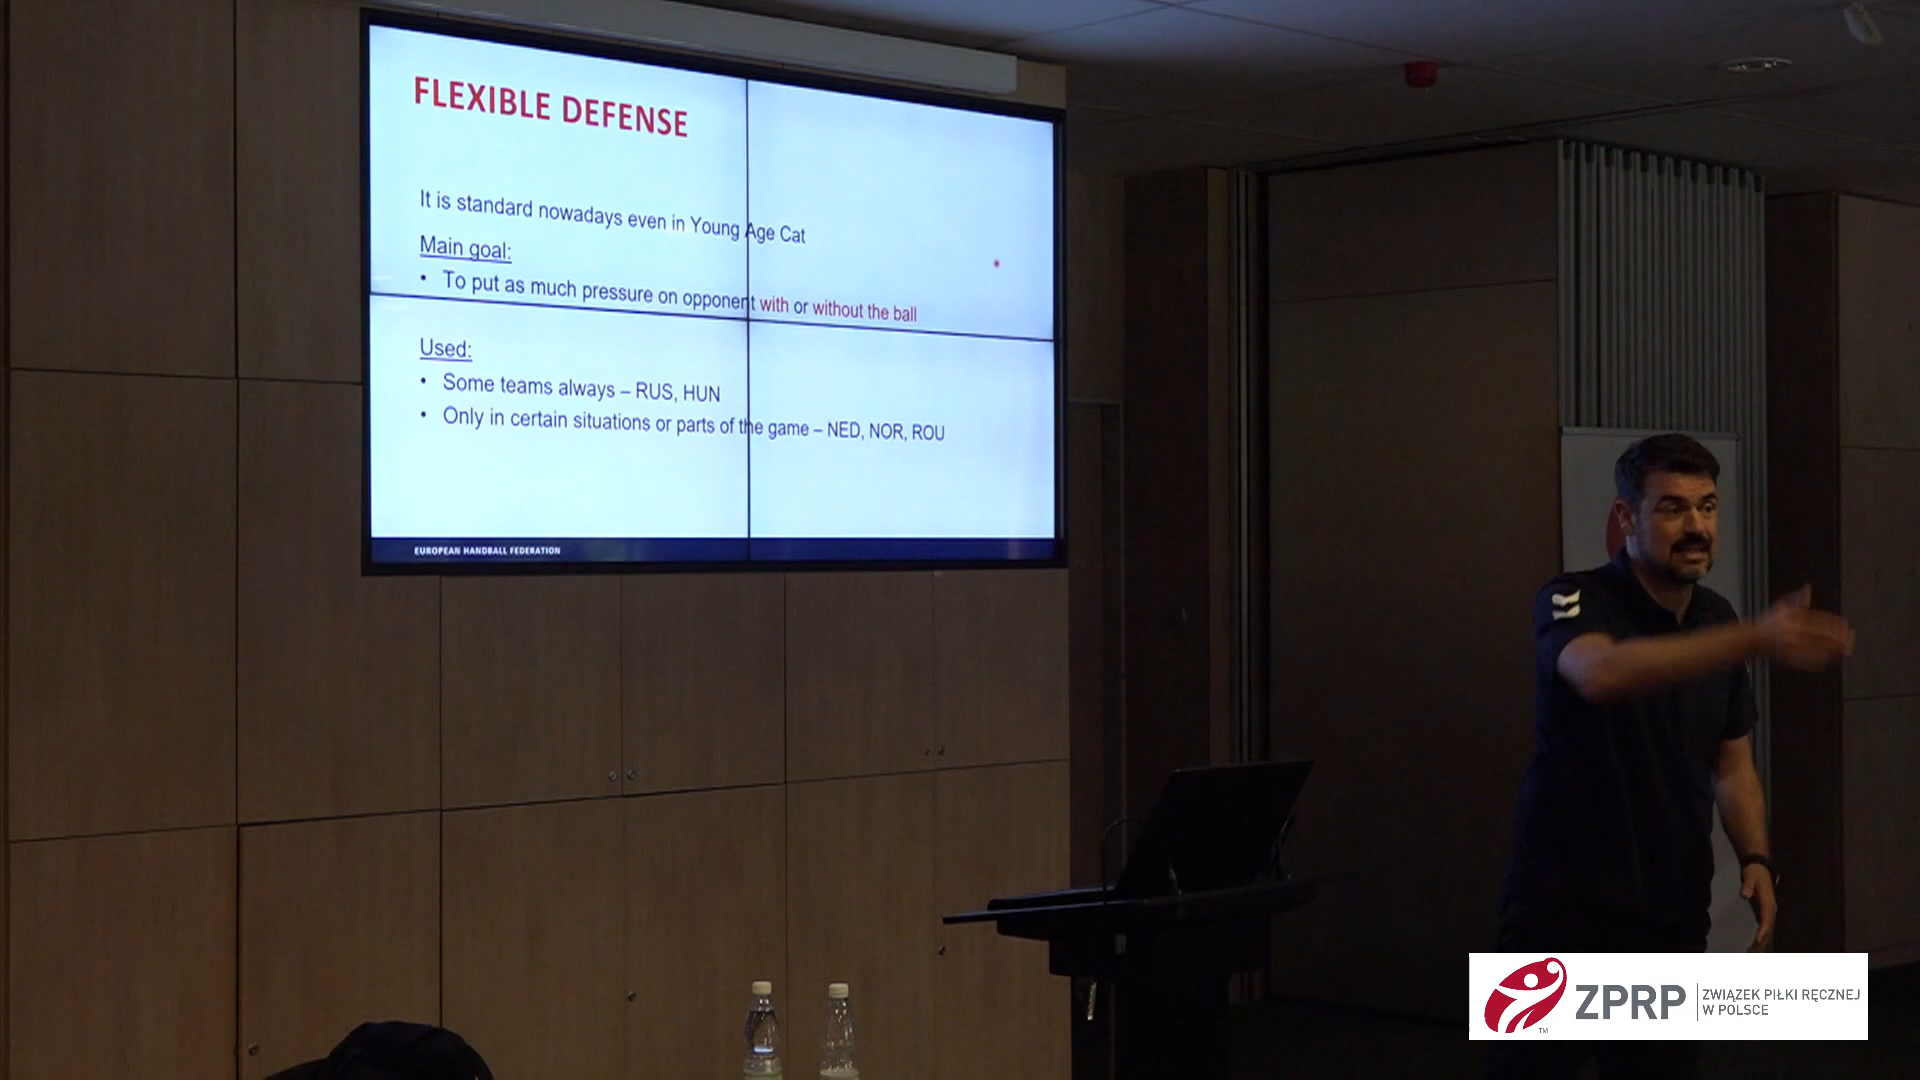 FLEXIBLE DEFENSE
It is standard nowadays even in Young Age Cat
Main goal:
• To put as much pressure on opponent with or without the ball
Used:
• Some teams always – RUS, HUN
• Only in certain situations or parts of the game – NED, NOR, ROU
EUROPEAN HANDBALL FEDERATION
ZPRP
ZWIĄZEK PIŁKI RĘCZNEJ
W POLSCE
TM